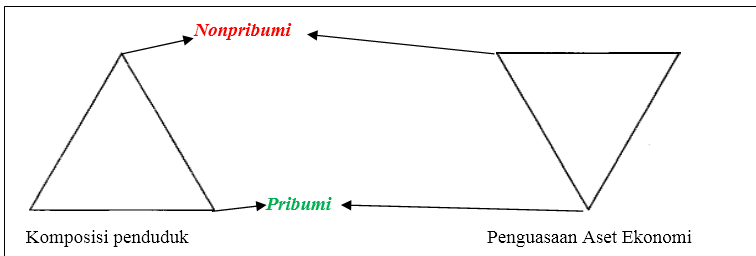 Nonpribumi
Pribumi
Komposisi penduduk
Penguasaan Aset Ekonomi